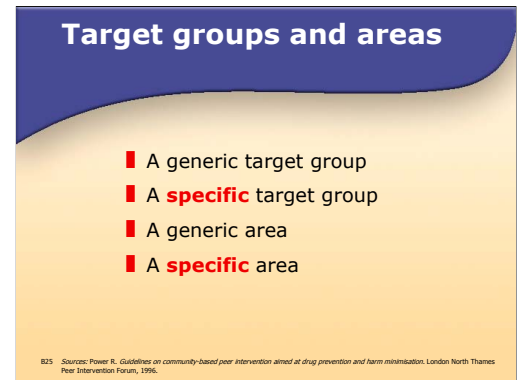 Target groups and areas
A generic target group
A specific target group
A generic area
A specific area
B25 Sources: Power R. Guidelines on community-based peer intervention aimed at drug prevention and harm minimisation. London North Thames
Peer Intervention Forum, 1996.